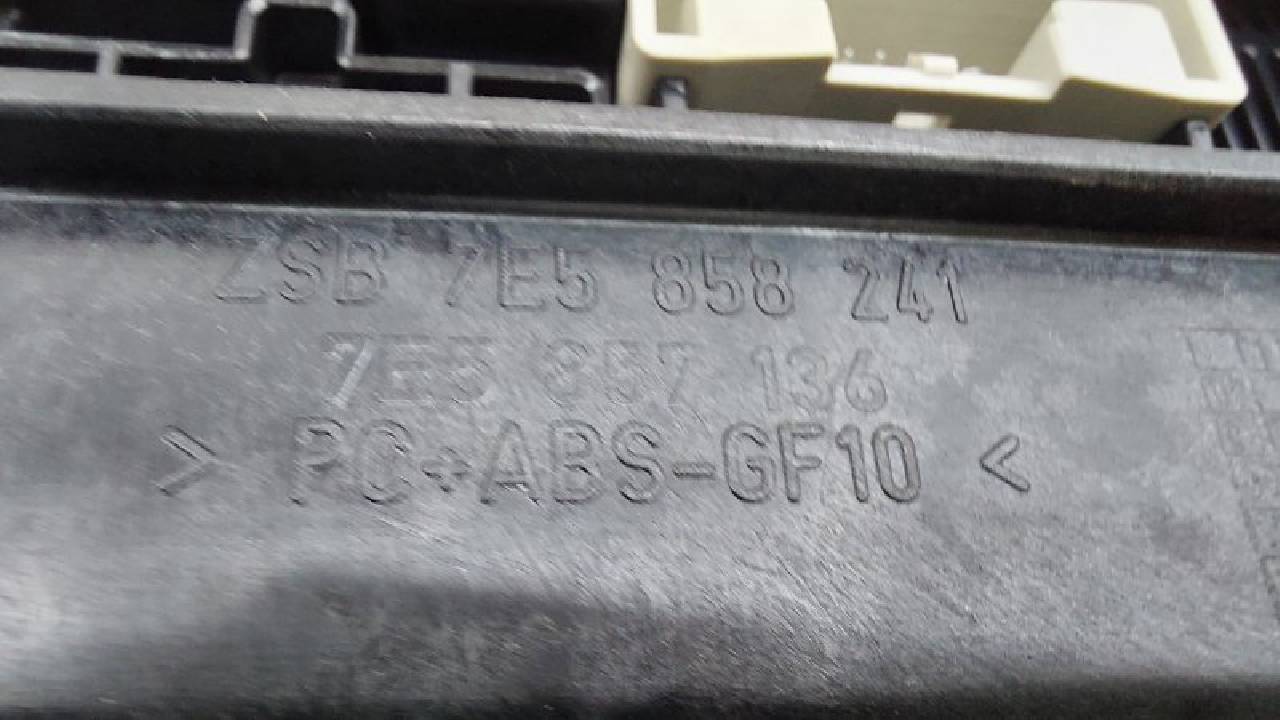 ZSB 7E5 858 241
7E5 857 136
> PC+ABS-GF10 <